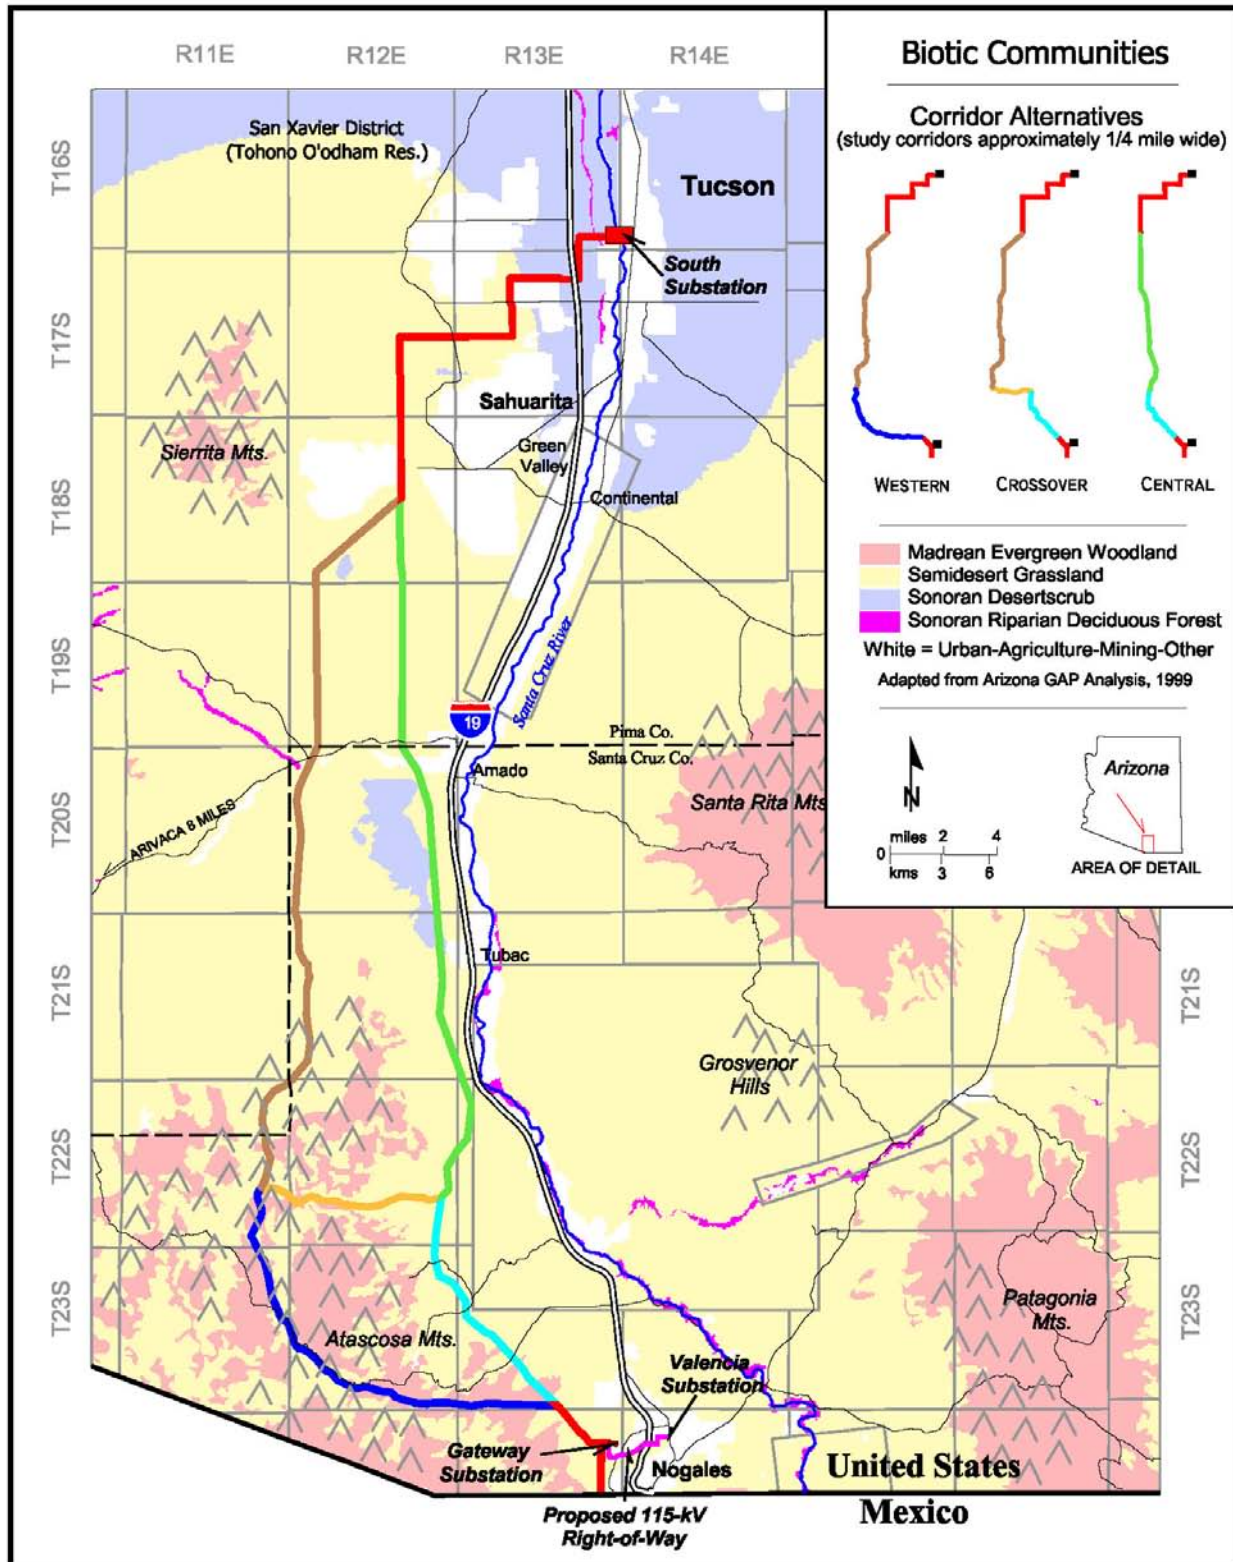 R11E
R12E
R13E
R14E
T16S
T17S
T18S
T19S
T20S
T21S
T22S
T23S
T21S
T22S
T23S
San Xavier District
(Tohono O'odham Res.)
Tucson
South
Substation
Sahuarita
Green
Valley
Continental
Sierrita Mts.
Santa Cruz River
19
Pima Co.
Santa Cruz Co.
Amado
Santa Rita Mts
ARIVACA 8 MILES
Tubac
Grosvenor
Hills
Patagonia
Mts.
Atascosa Mts.
Valencia
Substation
Gateway
Substation
Nogales
United States
Mexico
Proposed 115-kV
Right-of-Way
Biotic Communities
Corridor Alternatives
(study corridors approximately 1/4 mile wide)
WESTERN
CROSSOVER
CENTRAL
Madrean Evergreen Woodland
Semidesert Grassland
Sonoran Desertscrub
Sonoran Riparian Deciduous Forest
White = Urban-Agriculture-Mining-Other
Adapted from Arizona GAP Analysis, 1999
N
0 miles 2 4
kms 3 6
Arizona
AREA OF DETAIL